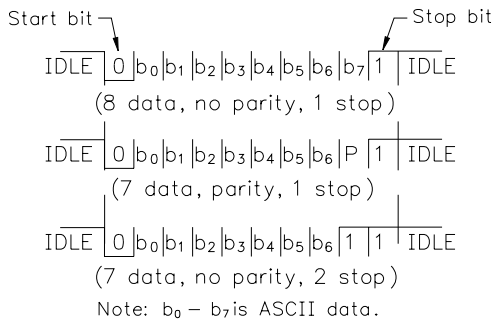 Start bit Stop bit
IDLE 0 b₀ b₁ b₂ b₃ b₄ b₅ b₆ b₇ 1 IDLE
(8 data, no parity, 1 stop)
IDLE 0 b₀ b₁ b₂ b₃ b₄ b₅ b₆ P 1 IDLE
(7 data, parity, 1 stop)
IDLE 0 b₀ b₁ b₂ b₃ b₄ b₅ b₆ 1 1 IDLE
(7 data, no parity, 2 stop)
Note: b₀ – b₇ is ASCII data.